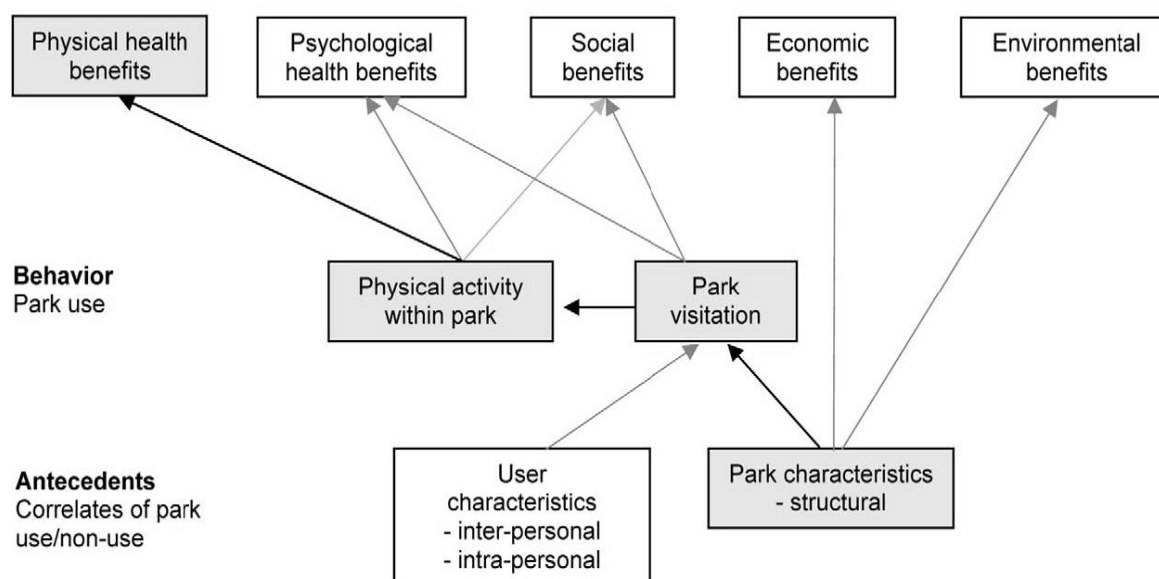 Physical health
benefits
Psychological
health benefits
Social
benefits
Economic
benefits
Environmental
benefits
Behavior
Park use
Physical activity
within park
Park
visitation
Antecedents
Correlates of park
use/non-use
User
characteristics
- inter-personal
- intra-personal
Park characteristics
- structural